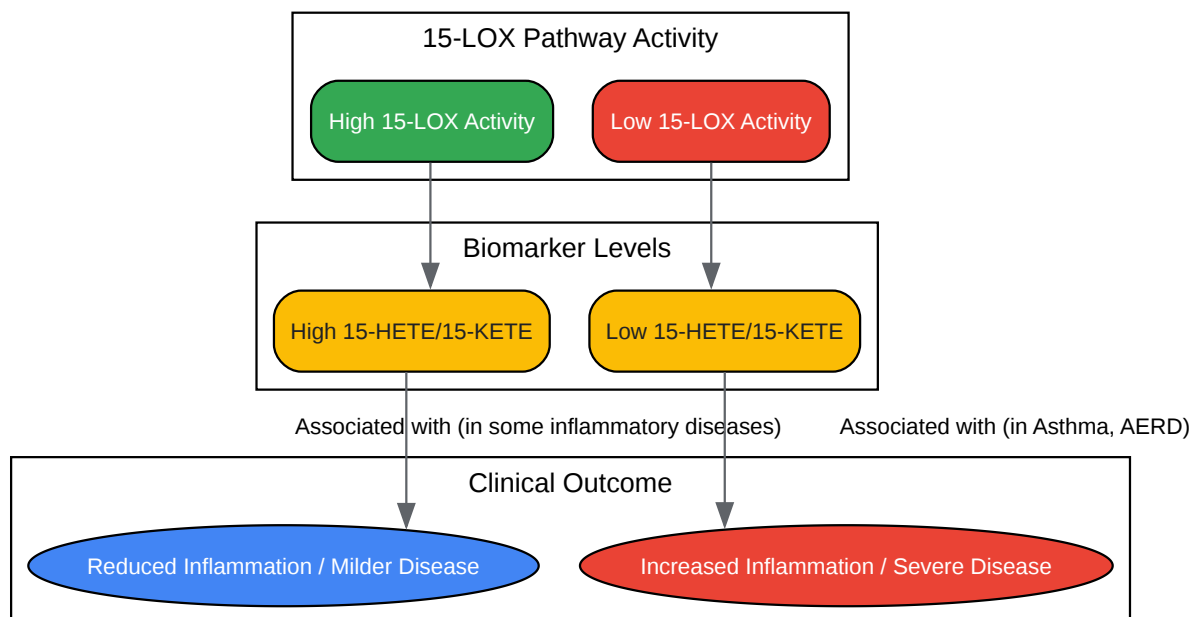 15-LOX Pathway Activity
High 15-LOX Activity
Low 15-LOX Activity
Biomarker Levels
High 15-HETE/15-KETE
Low 15-HETE/15-KETE
Associated with (in some inflammatory diseases)
Associated with (in Asthma, AERD)
Clinical Outcome
Reduced Inflammation / Milder Disease
Increased Inflammation / Severe Disease